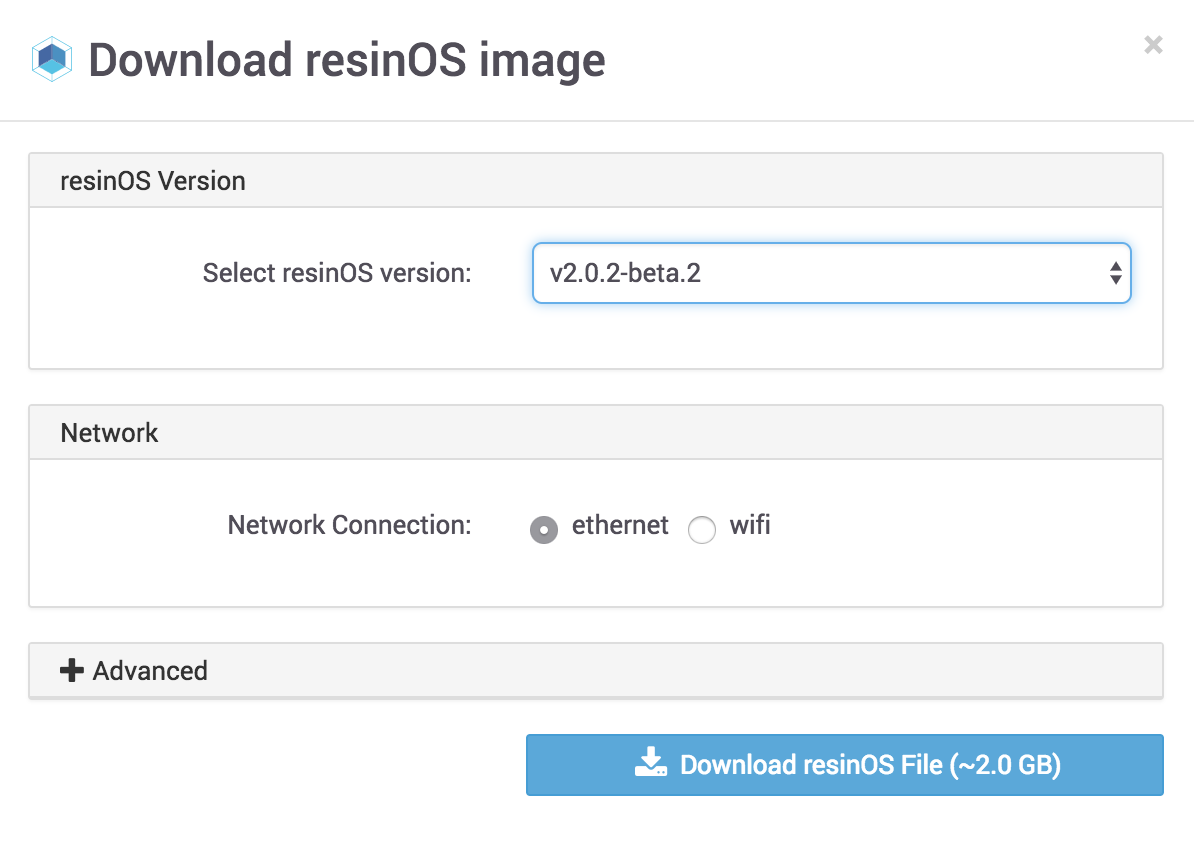 Download resinOS image
resinOS Version
Select resinOS version: v2.0.2-beta.2
Network
Network Connection: ethernet wifi
Advanced
Download resinOS File (~2.0 GB)